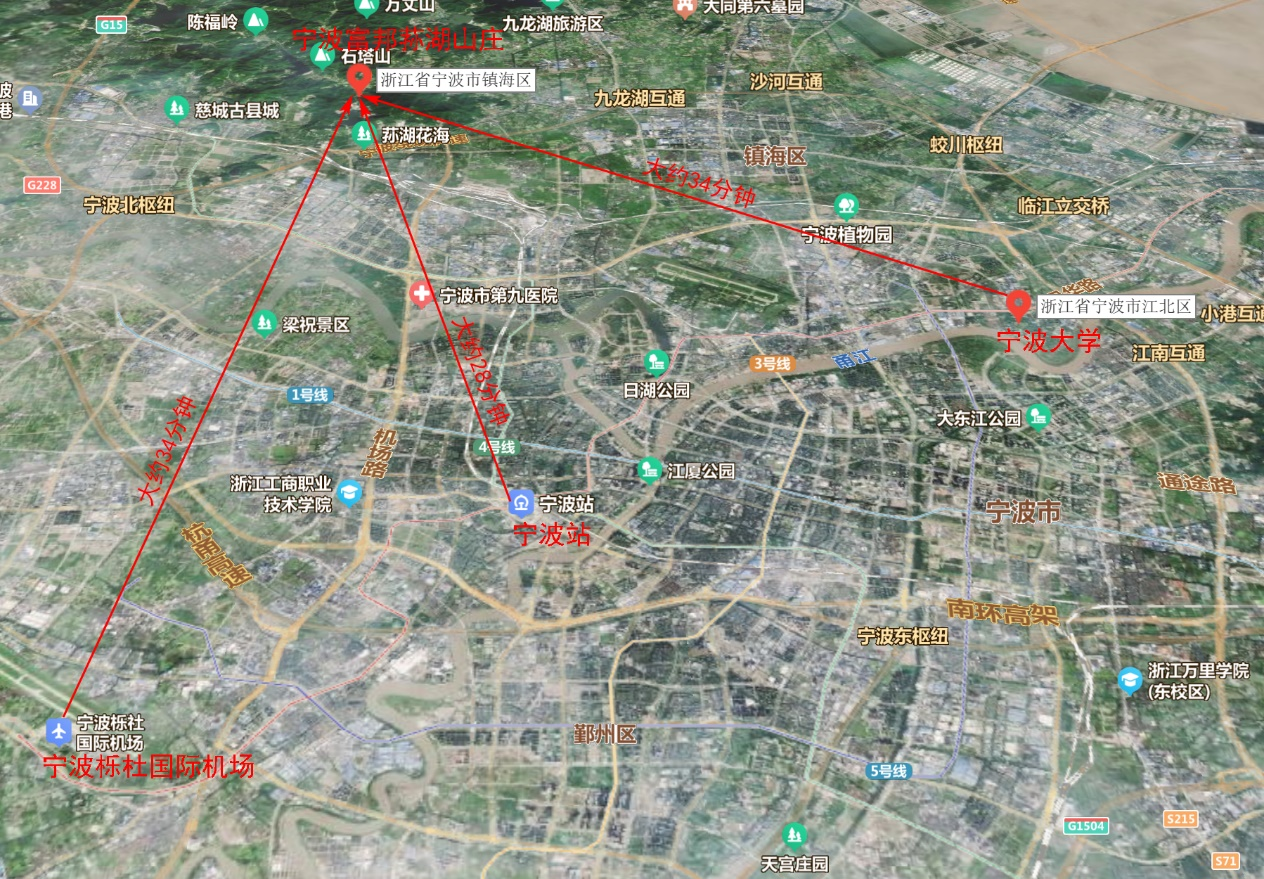 万丈山
大同第六墓园
G15
陈福岭
九龙湖旅游区
宁波富邦荪湖山庄
石塔山
浙江省宁波市镇海区
沙河互通
九龙湖互通
慈城古县城
荪湖花海
蛟川枢纽
镇海区
大约34分钟
G228
宁波北枢纽
临江立交桥
宁波植物园
宁波市第九医院
浙江省宁波市江北区
小港互通
梁祝景区
宁波大学
江南互通
大约28分钟
3号线
甬江
日湖公园
1号线
大约34分钟
大东江公园
机场路
4号线
江厦公园
浙江工商职业
技术学院
通途路
宁波站
宁波站
宁波市
杭甬高速
南环高架
宁波东枢纽
浙江万里学院
(东校区)
宁波栎社
国际机场
宁波栎杜国际机场
鄞州区
5号线
G1504
S215
天宫庄园
S71